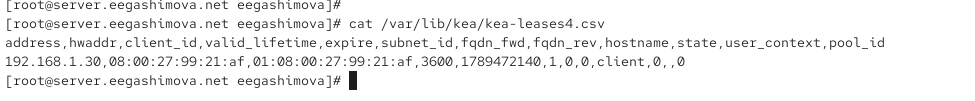 [root@server.eegashimova.net eegashimova]#
[root@server.eegashimova.net eegashimova]# cat /var/lib/kea/kea-leases4.csv
address,hwaddr,client_id,valid_lifetime,expire,subnet_id,fqdn_fwd,fqdn_rev,hostname,state,user_context,pool_id
192.168.1.30,08:00:27:99:21:af,01:08:00:27:99:21:af,3600,1789472140,1,0,0,client,0,,0
[root@server.eegashimova.net eegashimova]#